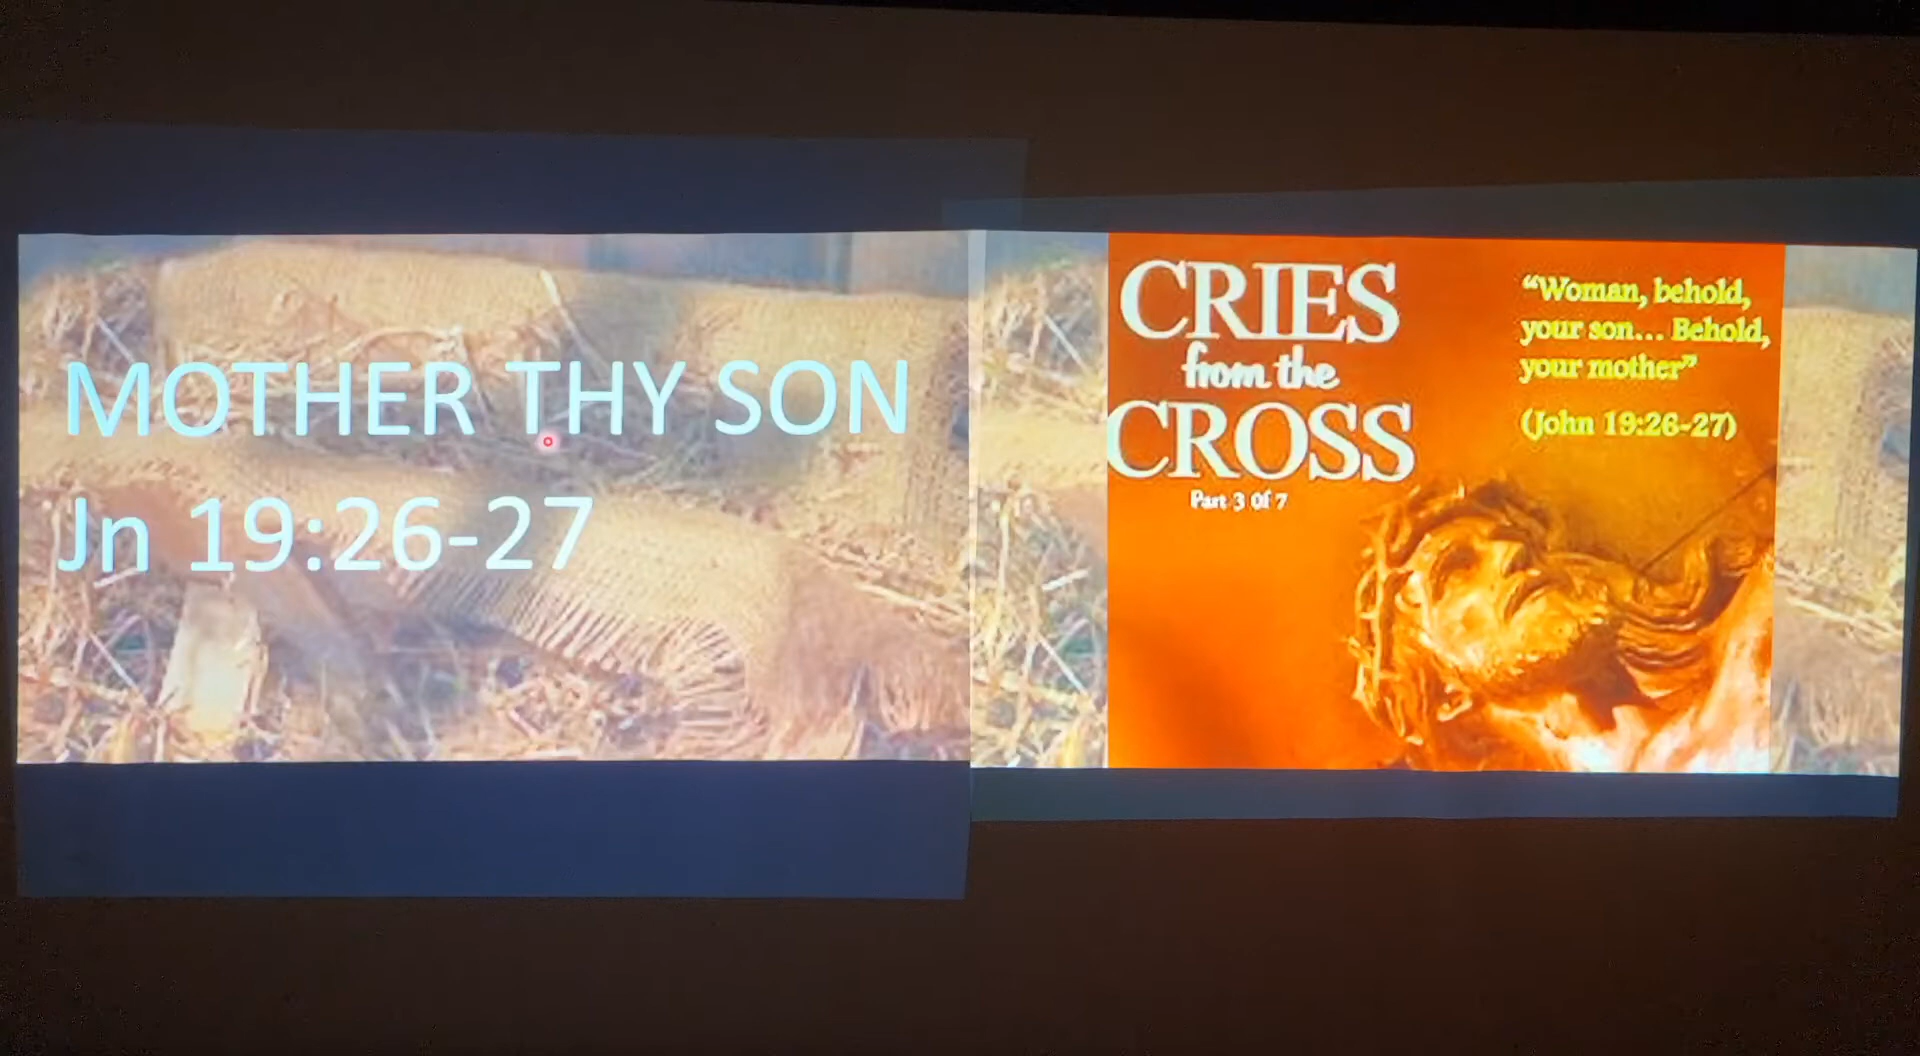 MOTHER THY SON
Jn 19:26-27
CRIES
from the
CROSS
Part 3 Of 7
“Woman, behold,
your son... Behold,
your mother”
(John 19:26-27)